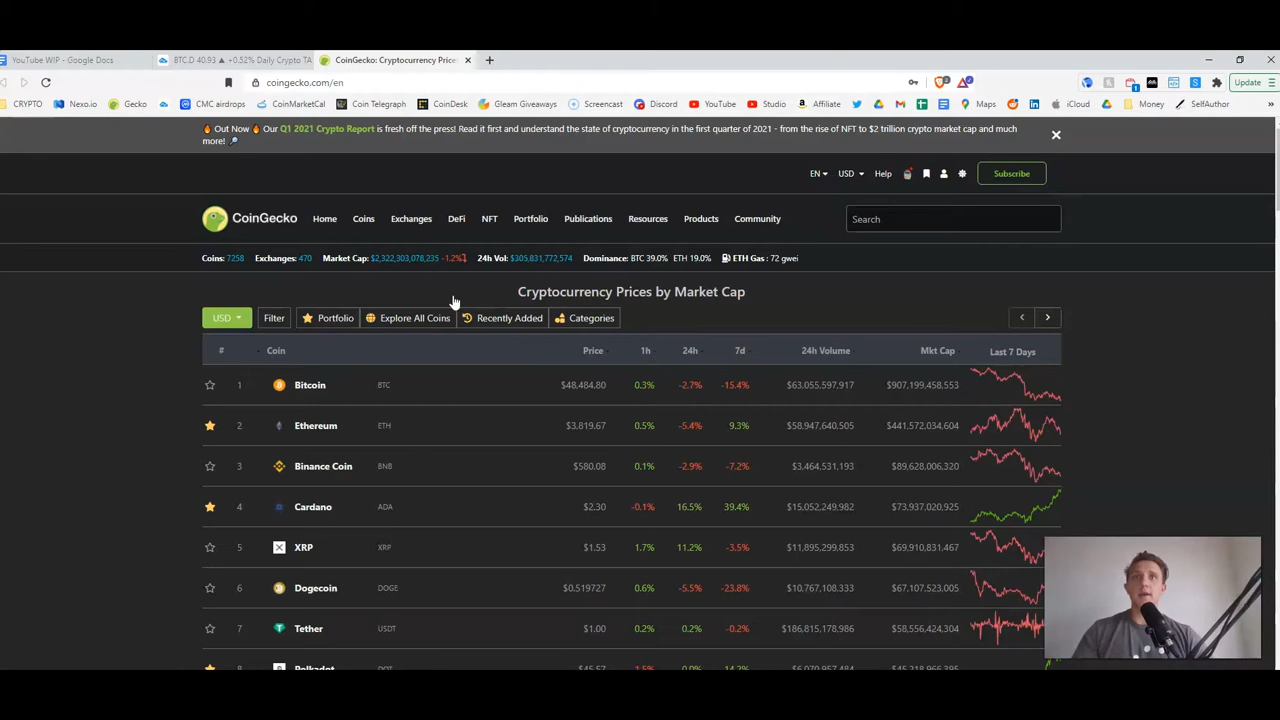 YouTube WIP - Google Docs
BTC.D 40.93 ▲ +0.52% Daily Crypto TA
CoinGecko: Cryptocurrency Price
Update
coingecko.com/en
CRYPTO Nexo.io Gecko CMC airdrops CoinMarketCal Coin Telegraph CoinDesk Gleam Giveaways Screencast Discord YouTube Studio Affiliate Maps iCloud Money SelfAuthor
🔥 Out Now 🔥 Our Q1 2021 Crypto Report is fresh off the press! Read it first and understand the state of cryptocurrency in the first quarter of 2021 - from the rise of NFT to $2 trillion crypto market cap and much
more! 🔎
EN USD Help Subscribe
CoinGecko Home Coins Exchanges DeFi NFT Portfolio Publications Resources Products Community Search
Coins: 7258 Exchanges: 470 Market Cap: $2,322,303,078,235 -1.2% 24h Vol: $305,831,772,574 Dominance: BTC 39.0% ETH 19.0% ETH Gas: 72 gwei
Cryptocurrency Prices by Market Cap
USD Filter Portfolio Explore All Coins Recently Added Categories
# Coin Price 1h 24h 7d 24h Volume Mkt Cap Last 7 Days
1 Bitcoin BTC $48,484.80 0.3% -2.7% -15.4% $63,055,597,917 $907,199,458,553
2 Ethereum ETH $3,819.67 0.5% -5.4% 9.3% $58,947,640,505 $441,572,034,604
3 Binance Coin BNB $580.08 0.1% -2.9% -7.2% $3,464,531,193 $89,628,006,320
4 Cardano ADA $2.30 -0.1% 16.5% 39.4% $15,052,249,932 $73,937,020,925
5 XRP XRP $1.53 1.7% 11.2% -3.5% $11,895,299,853 $69,910,831,467
6 Dogecoin DOGE $0.519727 0.6% -5.5% -23.8% $10,767,108,333 $67,107,523,005
7 Tether USDT $1.00 0.2% 0.2% -0.2% $186,815,178,986 $58,556,424,304
8 Polkadot DOT $45.57 1.5% 0.0% 14.2%